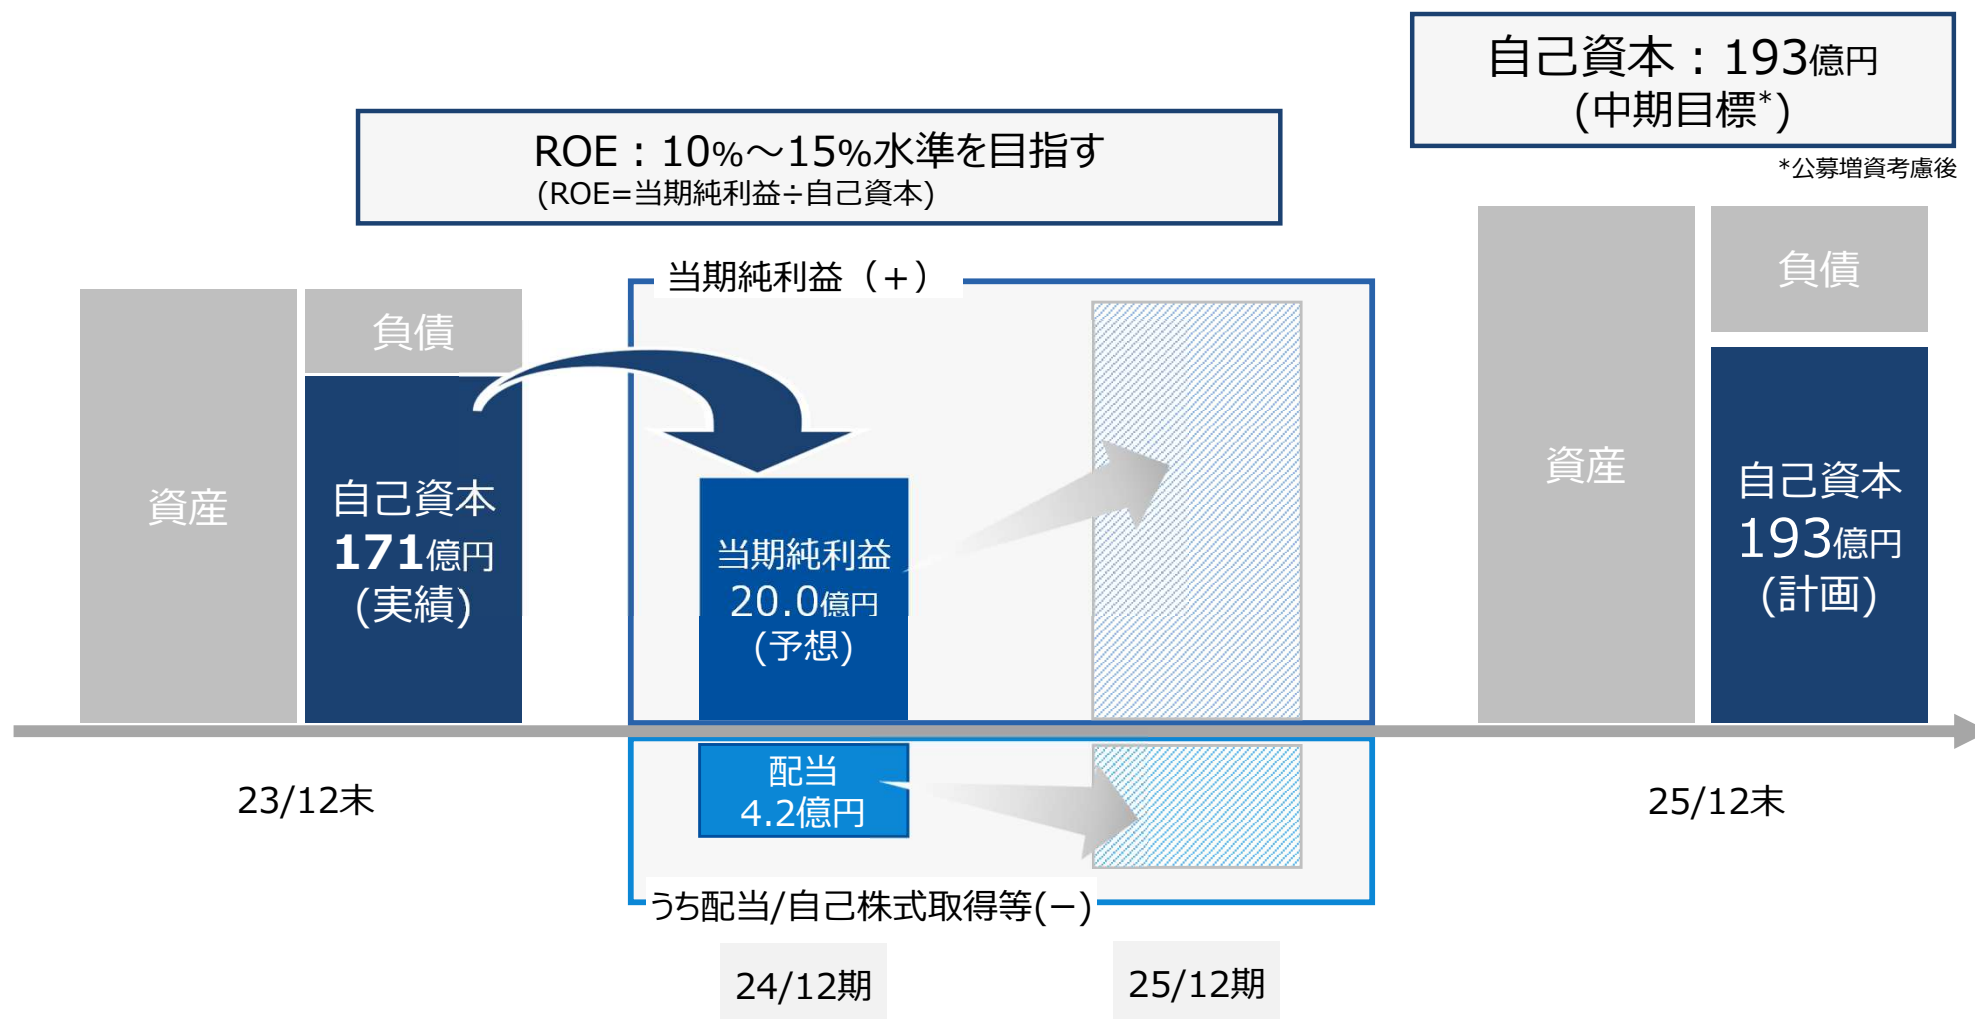 自己資本：193億円
(中期目標*)
*公募増資考慮後
ROE：10%～15%水準を目指す
(ROE=当期純利益÷自己資本)
当期純利益（+）
資産
負債
自己資本
171億円
(実績)
当期純利益
20.0億円
(予想)
資産
負債
自己資本
193億円
(計画)
配当
4.2億円
23/12末
25/12末
うち配当/自己株式取得等(－)
24/12期
25/12期